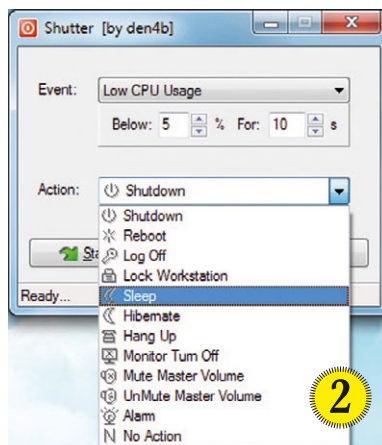 Shutter [by den4b]
Event: Low CPU Usage
Below: 5 % For: 10 s
Action: Shutdown
Shutdown
Reboot
Log Off
Lock Workstation
Sleep
Hibernate
Hang Up
Monitor Turn Off
Mute Master Volume
UnMute Master Volume
Alarm
No Action
Ready...
2